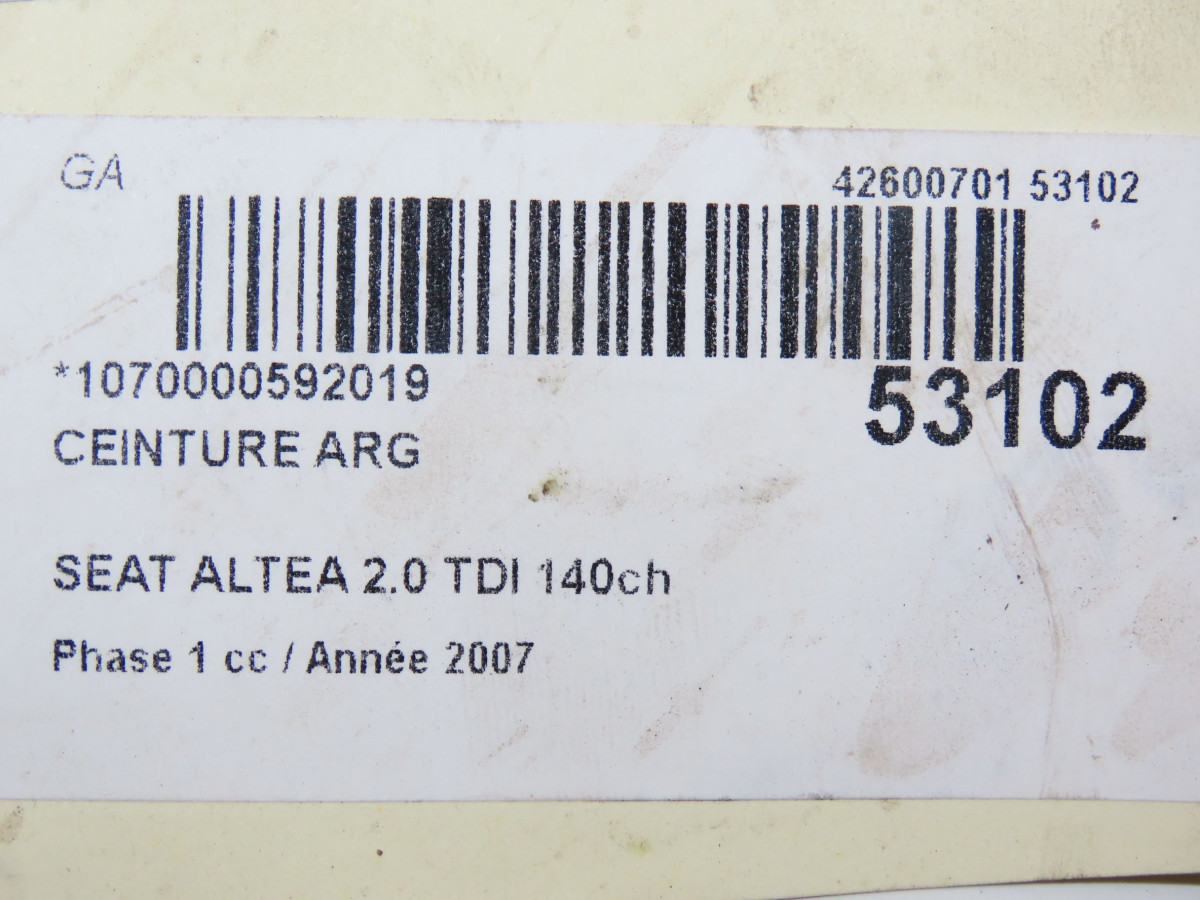 GA
42600701 53102
*1070000592019
53102
CEINTURE ARG
SEAT ALTEA 2.0 TDI 140ch
Phase 1 cc / Année 2007